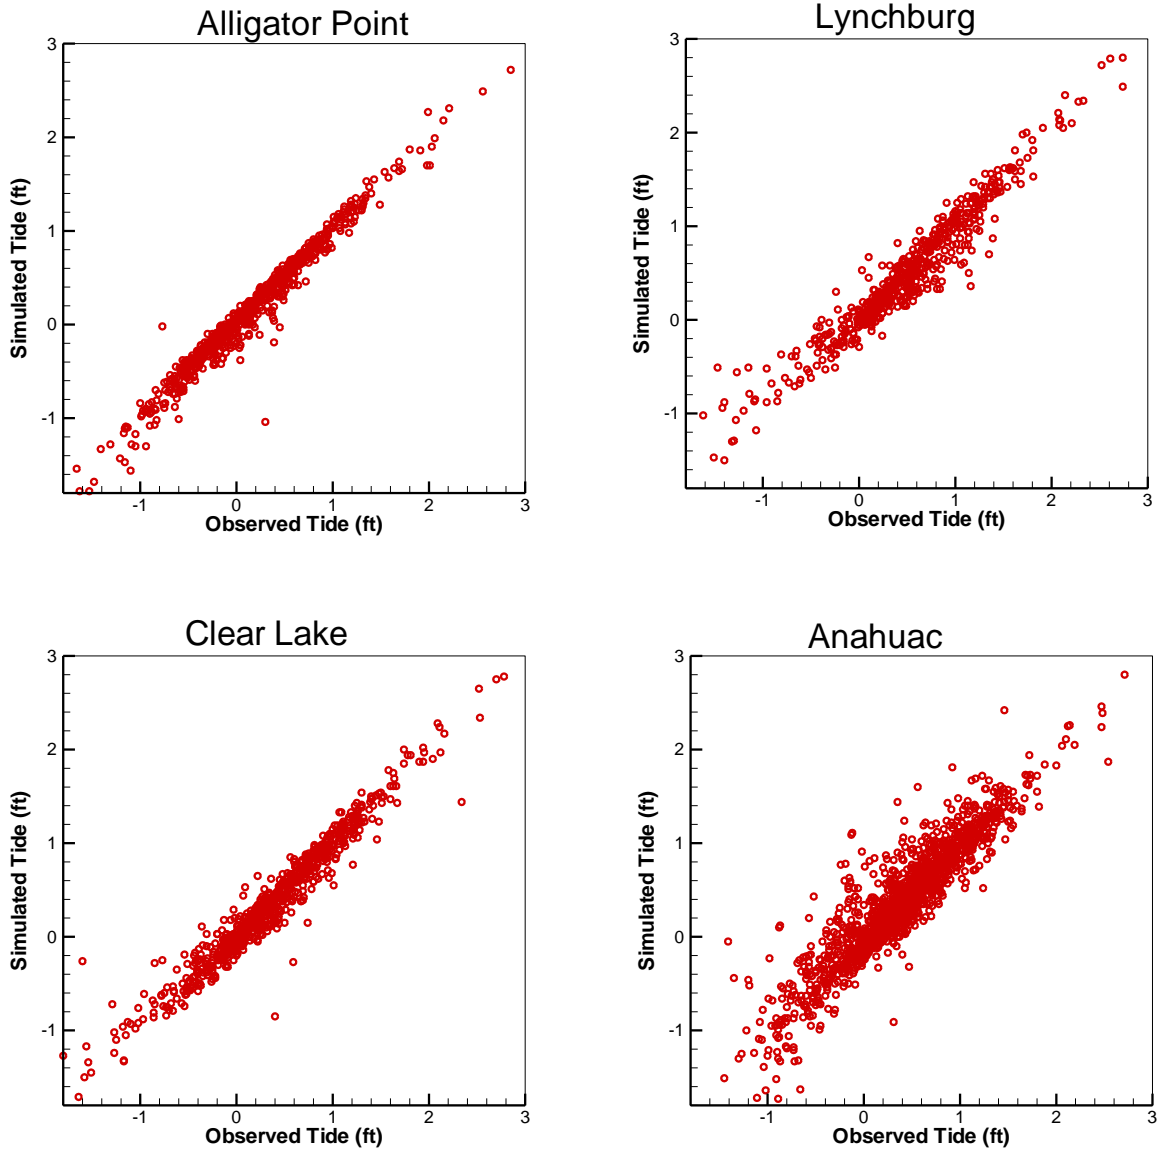 Alligator Point
3
2
1
0
-1
Simulated Tide (ft)
-1 0 1 2 3
Observed Tide (ft)
Lynchburg
3
2
1
0
-1
Simulated Tide (ft)
-1 0 1 2 3
Observed Tide (ft)
Clear Lake
3
2
1
0
-1
Simulated Tide (ft)
-1 0 1 2 3
Observed Tide (ft)
Anahuac
3
2
1
0
-1
Simulated Tide (ft)
-1 0 1 2 3
Observed Tide (ft)